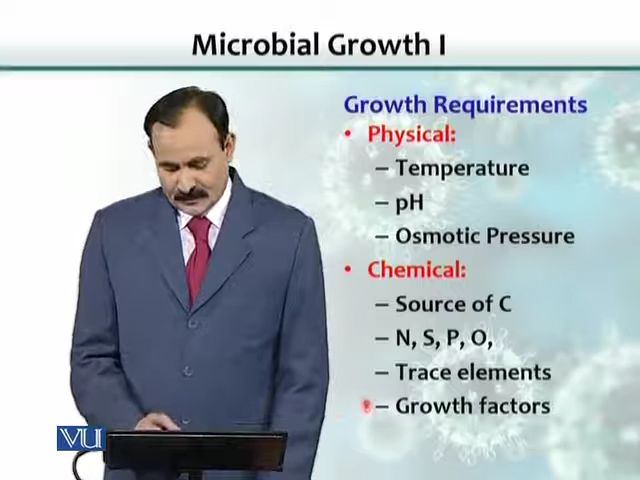 Microbial Growth I
Growth Requirements
• Physical:
– Temperature
– pH
– Osmotic Pressure
• Chemical:
– Source of C
– N, S, P, O,
– Trace elements
– Growth factors
VU